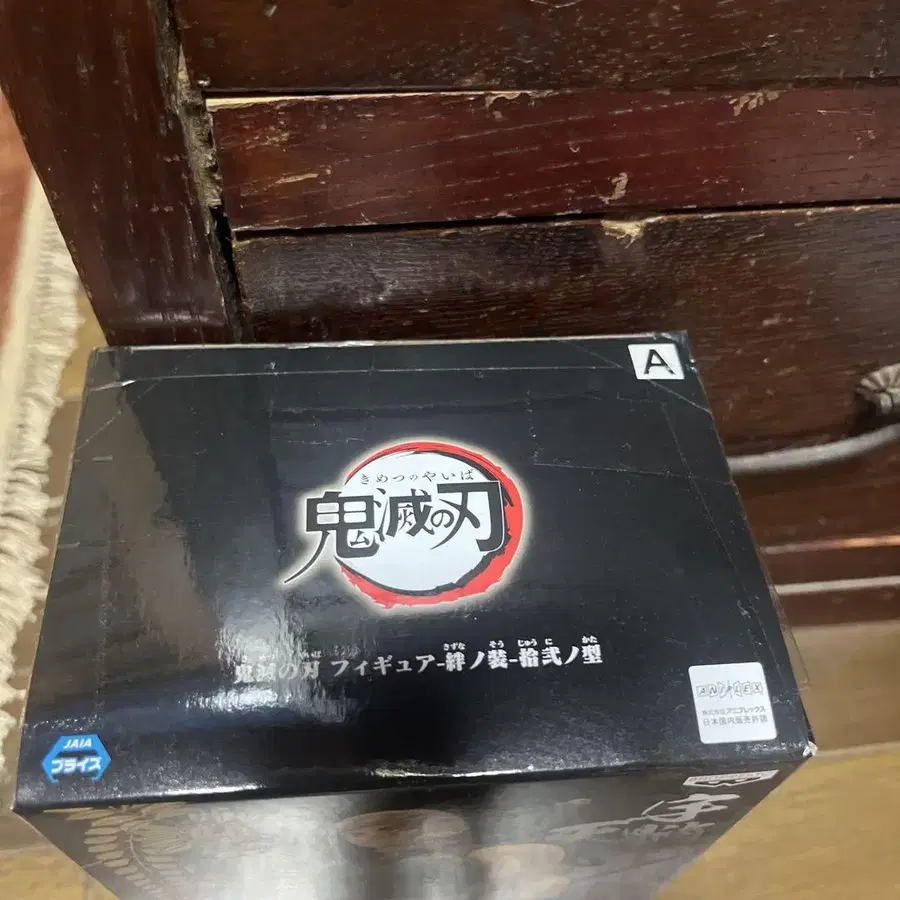 A
きめつのやいば
鬼滅の刃
きずな そう じゅう に かた
鬼滅の刃 フィギュア-絆ノ装-拾弐ノ型
ANIPLEX
株式会社アニプレックス
日本国内販売許諾
JAIA
プライズ